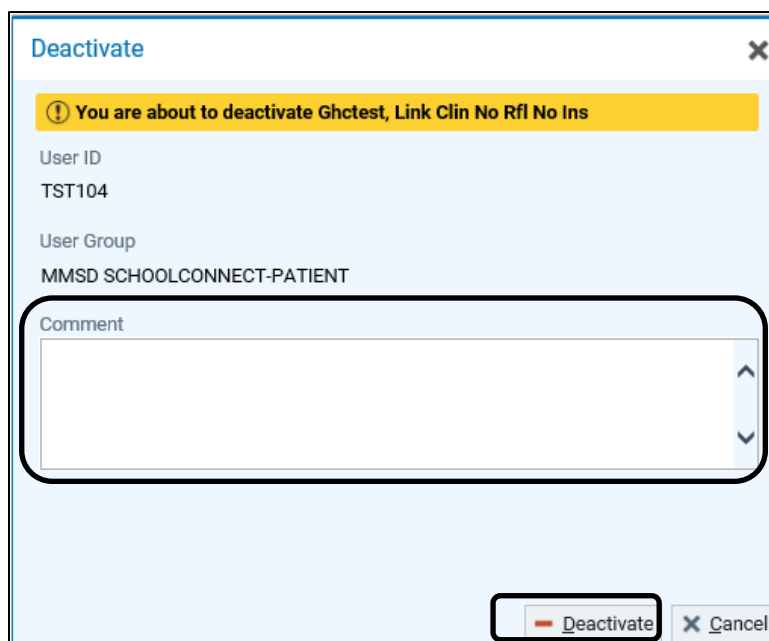 Deactivate
You are about to deactivate Ghctest, Link Clin No Rfl No Ins
User ID
TST104
User Group
MMSD SCHOOLCONNECT-PATIENT
Comment
Deactivate Cancel